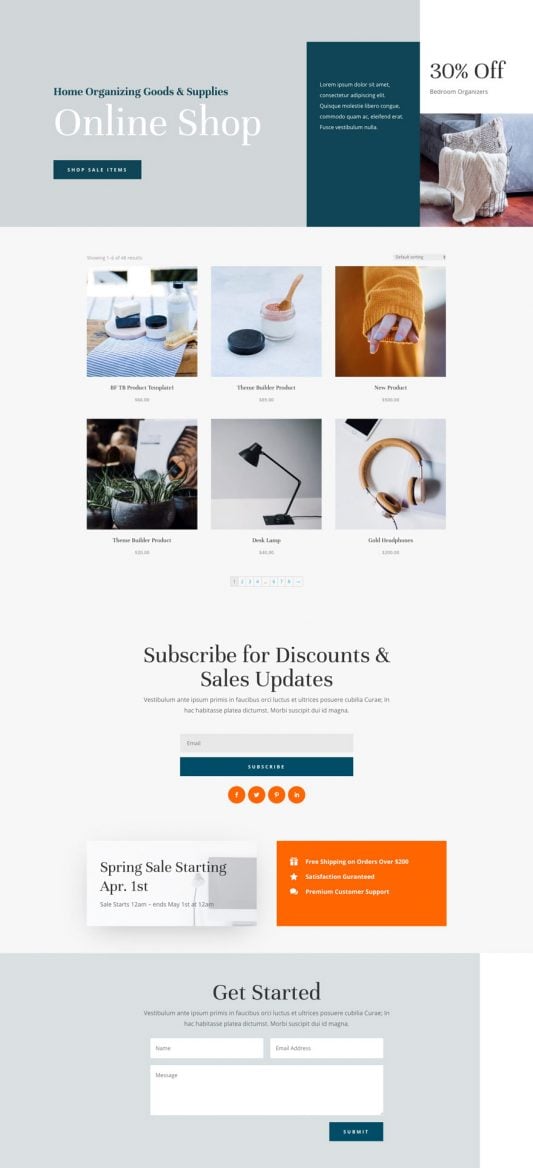 30% Off
Bedroom Organizers
Home Organizing Goods & Supplies
Online Shop
SHOP SALE ITEMS
Lorem ipsum dolor sit amet,
consectetur adipiscing elit.
Quisque molestie libero congue,
commodo quam ac, eleifend erat.
Fusce vestibulum nulla.
Showing 1–6 of 48 results
Default sorting
BF TB Product Template1
Theme Builder Product
New Product
$60.00
$89.00
$500.00
Theme Builder Product
Desk Lamp
Gold Headphones
$20.00
$40.00
$200.00
1 2 3 4 … 6 7 8 →
Subscribe for Discounts &
Sales Updates
Vestibulum ante ipsum primis in faucibus orci luctus et ultrices posuere cubilia Curae; In
hac habitasse platea dictumst. Morbi suscipit dui id magna.
Email
SUBSCRIBE
Spring Sale Starting
Apr. 1st
Sale Starts 12am – ends May 1st at 12am
Free Shipping on Orders Over $200
Satisfaction Guranteed
Premium Customer Support
Get Started
Vestibulum ante ipsum primis in faucibus orci luctus et ultrices posuere cubilia Curae; In
hac habitasse platea dictumst. Morbi suscipit dui id magna.
Name
Email Address
Message
SUBMIT